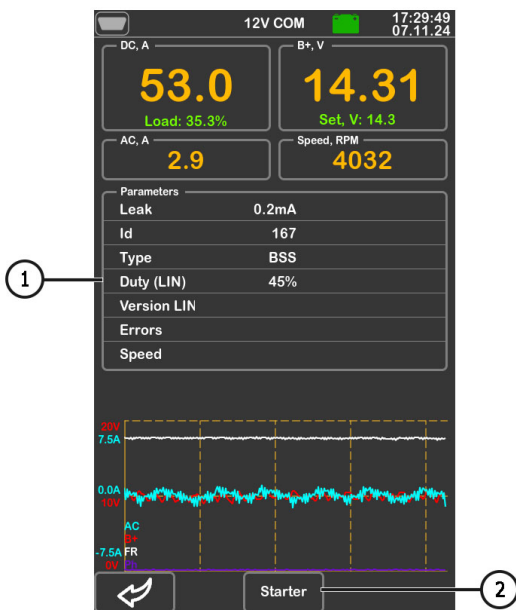 12V COM
17:29:49
07.11.24
DC, A
53.0
Load: 35.3%
B+, V
14.31
Set, V: 14.3
AC, A
2.9
Speed, RPM
4032
Parameters
Leak 0.2mA
Id 167
Type BSS
Duty (LIN) 45%
Version LIN
Errors
Speed
1
20V
7.5A
0.0A
10V
AC
B+
-7.5A FR
0V Ph
Starter
2